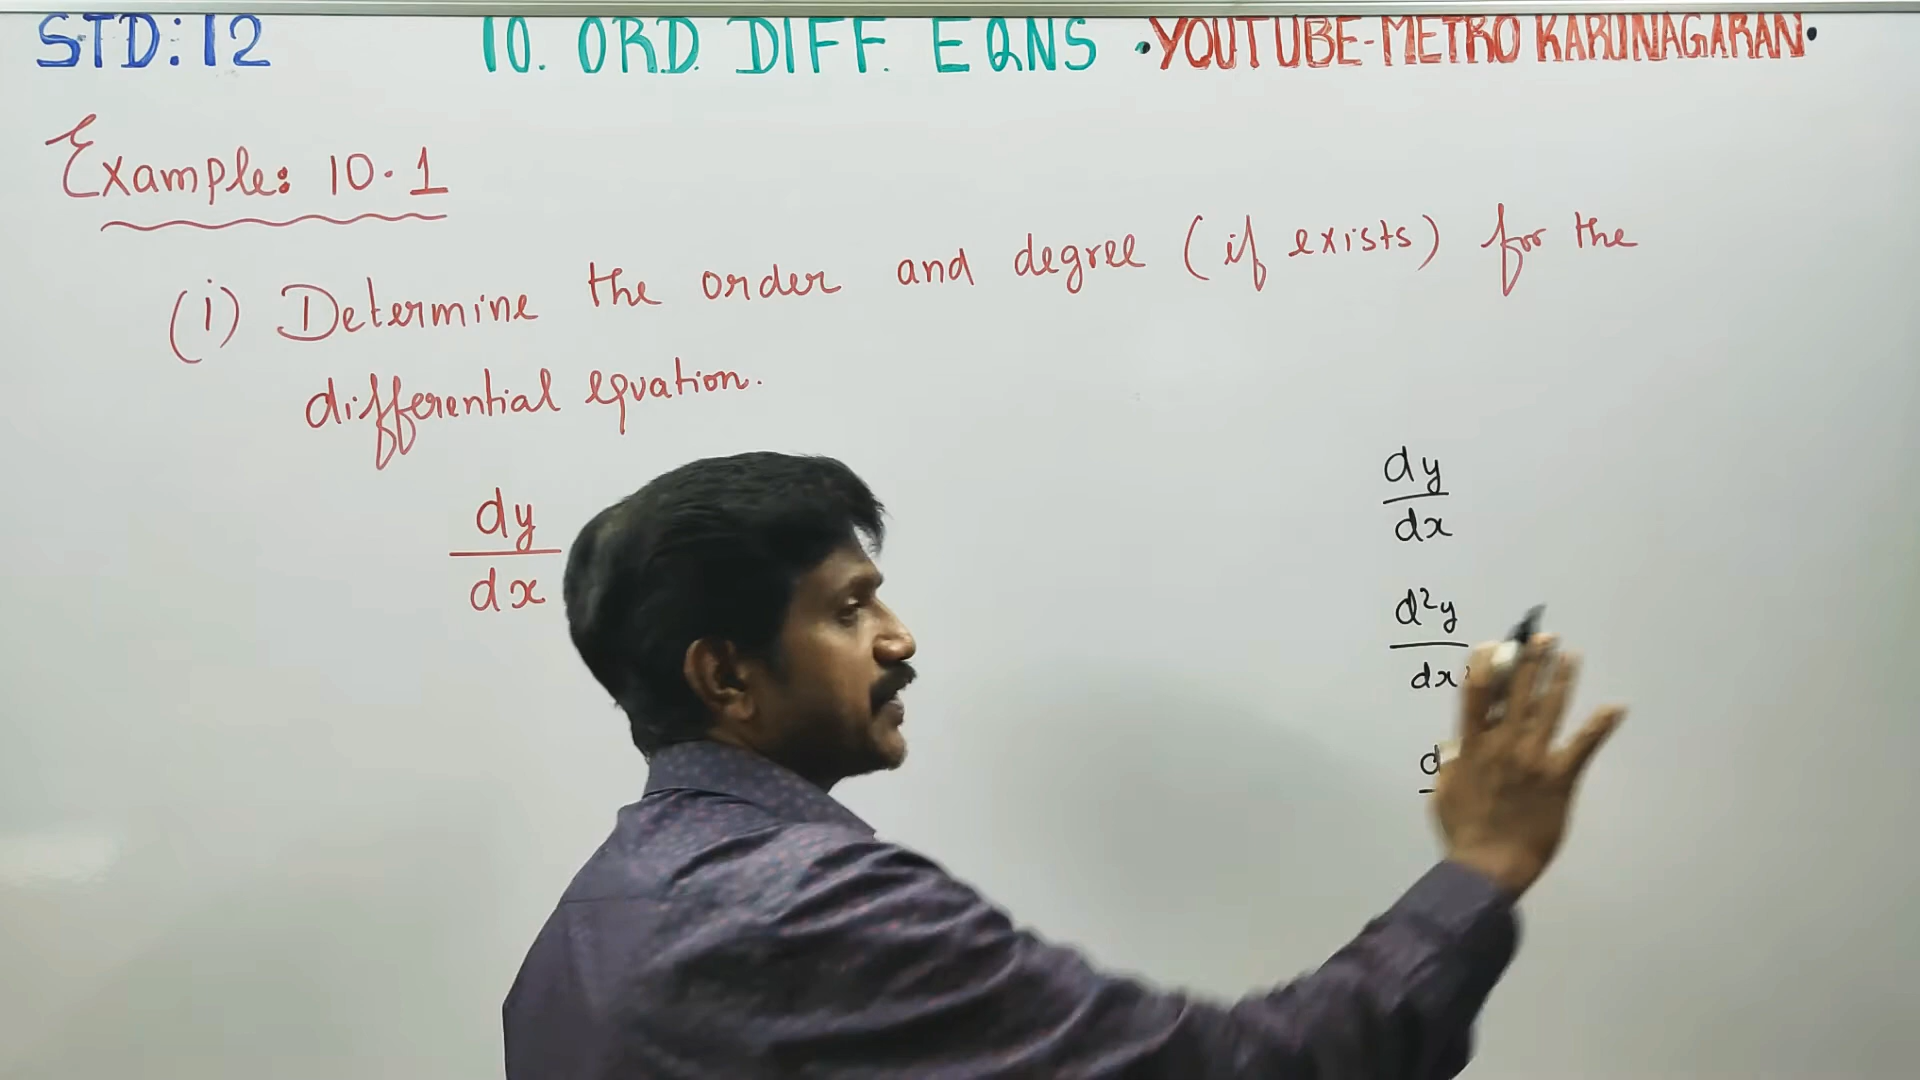 STD:12 10. ORD. DIFF. EQNS •YOUTUBE-METRO KARUNAGARAN•
Example: 10.1
(i) Determine the order and degree (if exists) for the
differential equation.
dy
dx
dy
dx
d²y
dx²
d